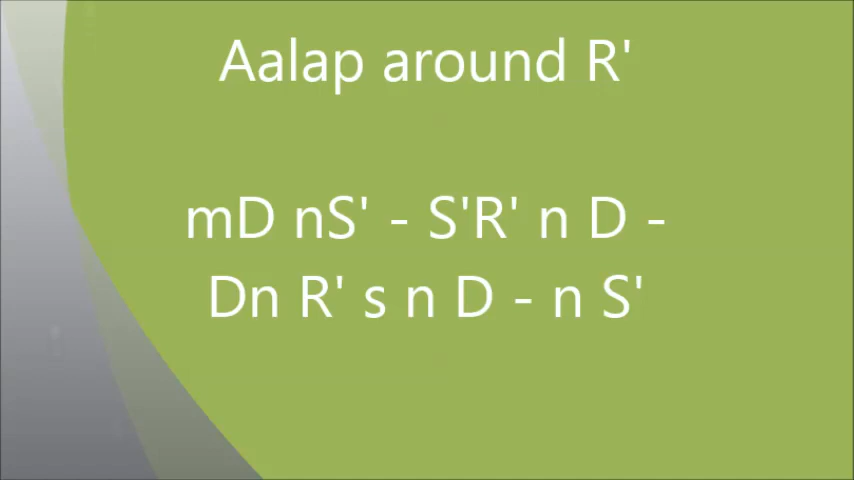 Aalap around R'
mD nS' - S'R' n D -
Dn R' s n D - n S'